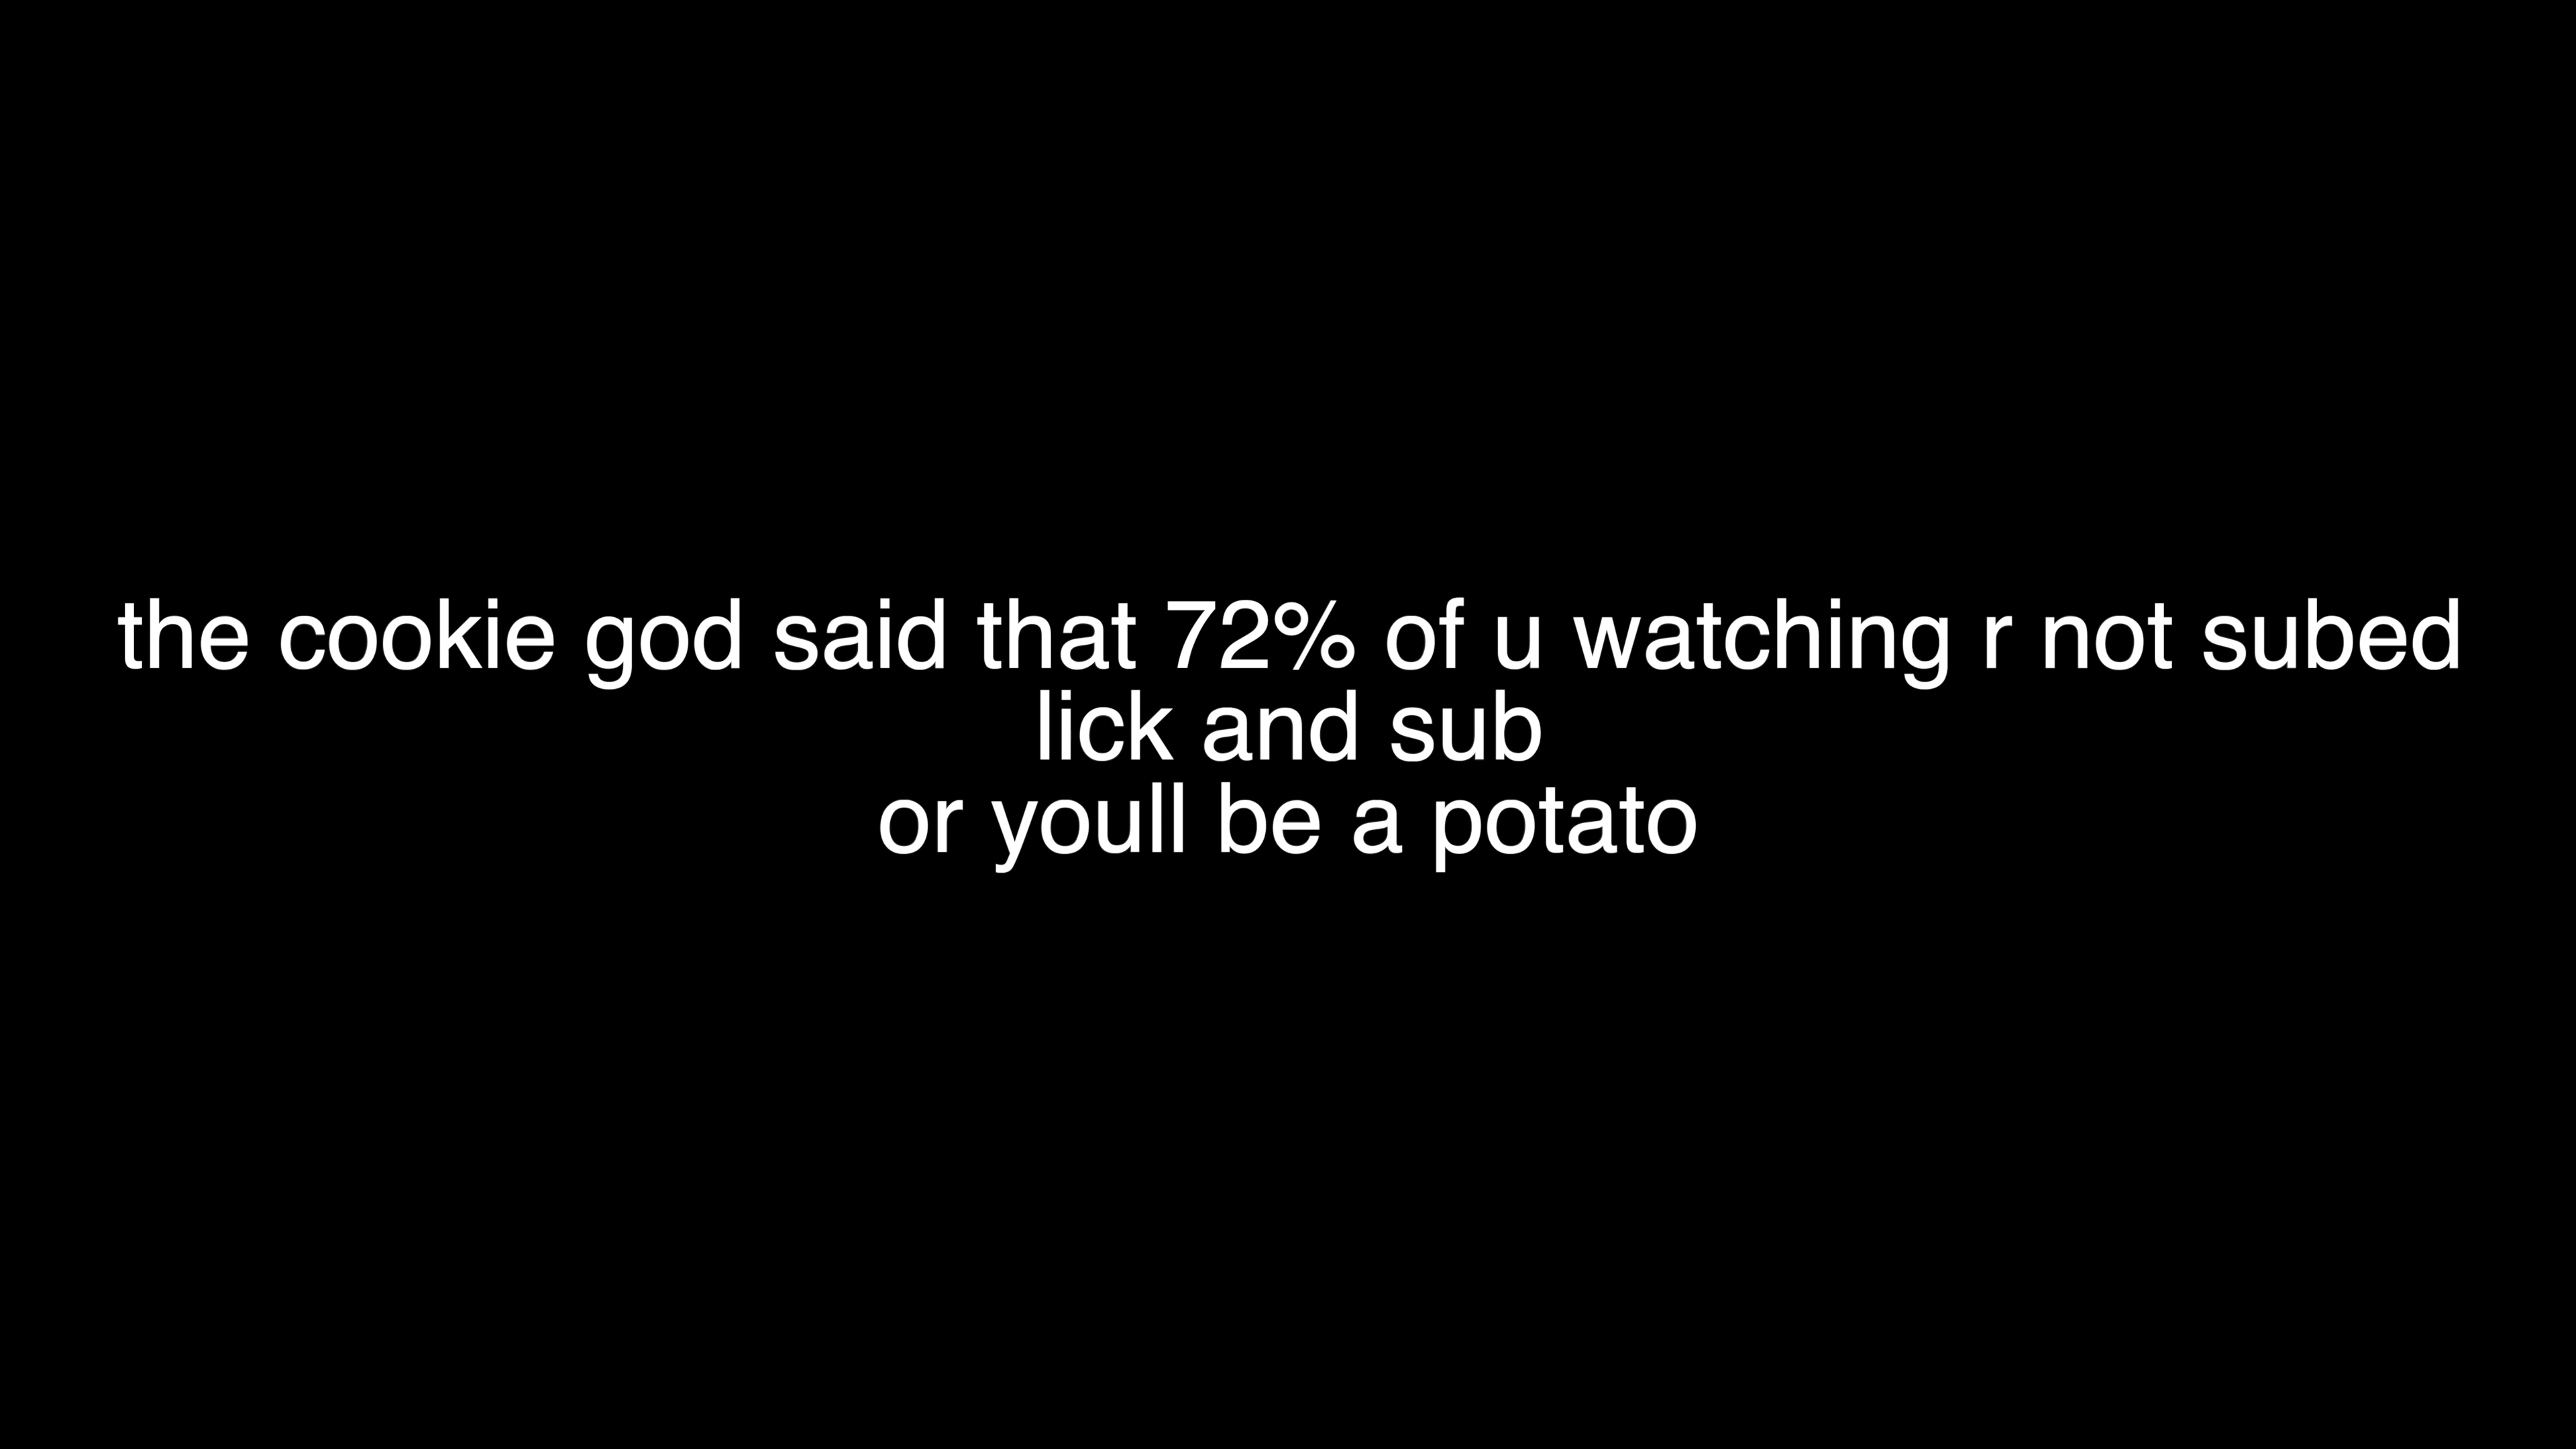 the cookie god said that 72% of u watching r not subed
lick and sub
or youll be a potato